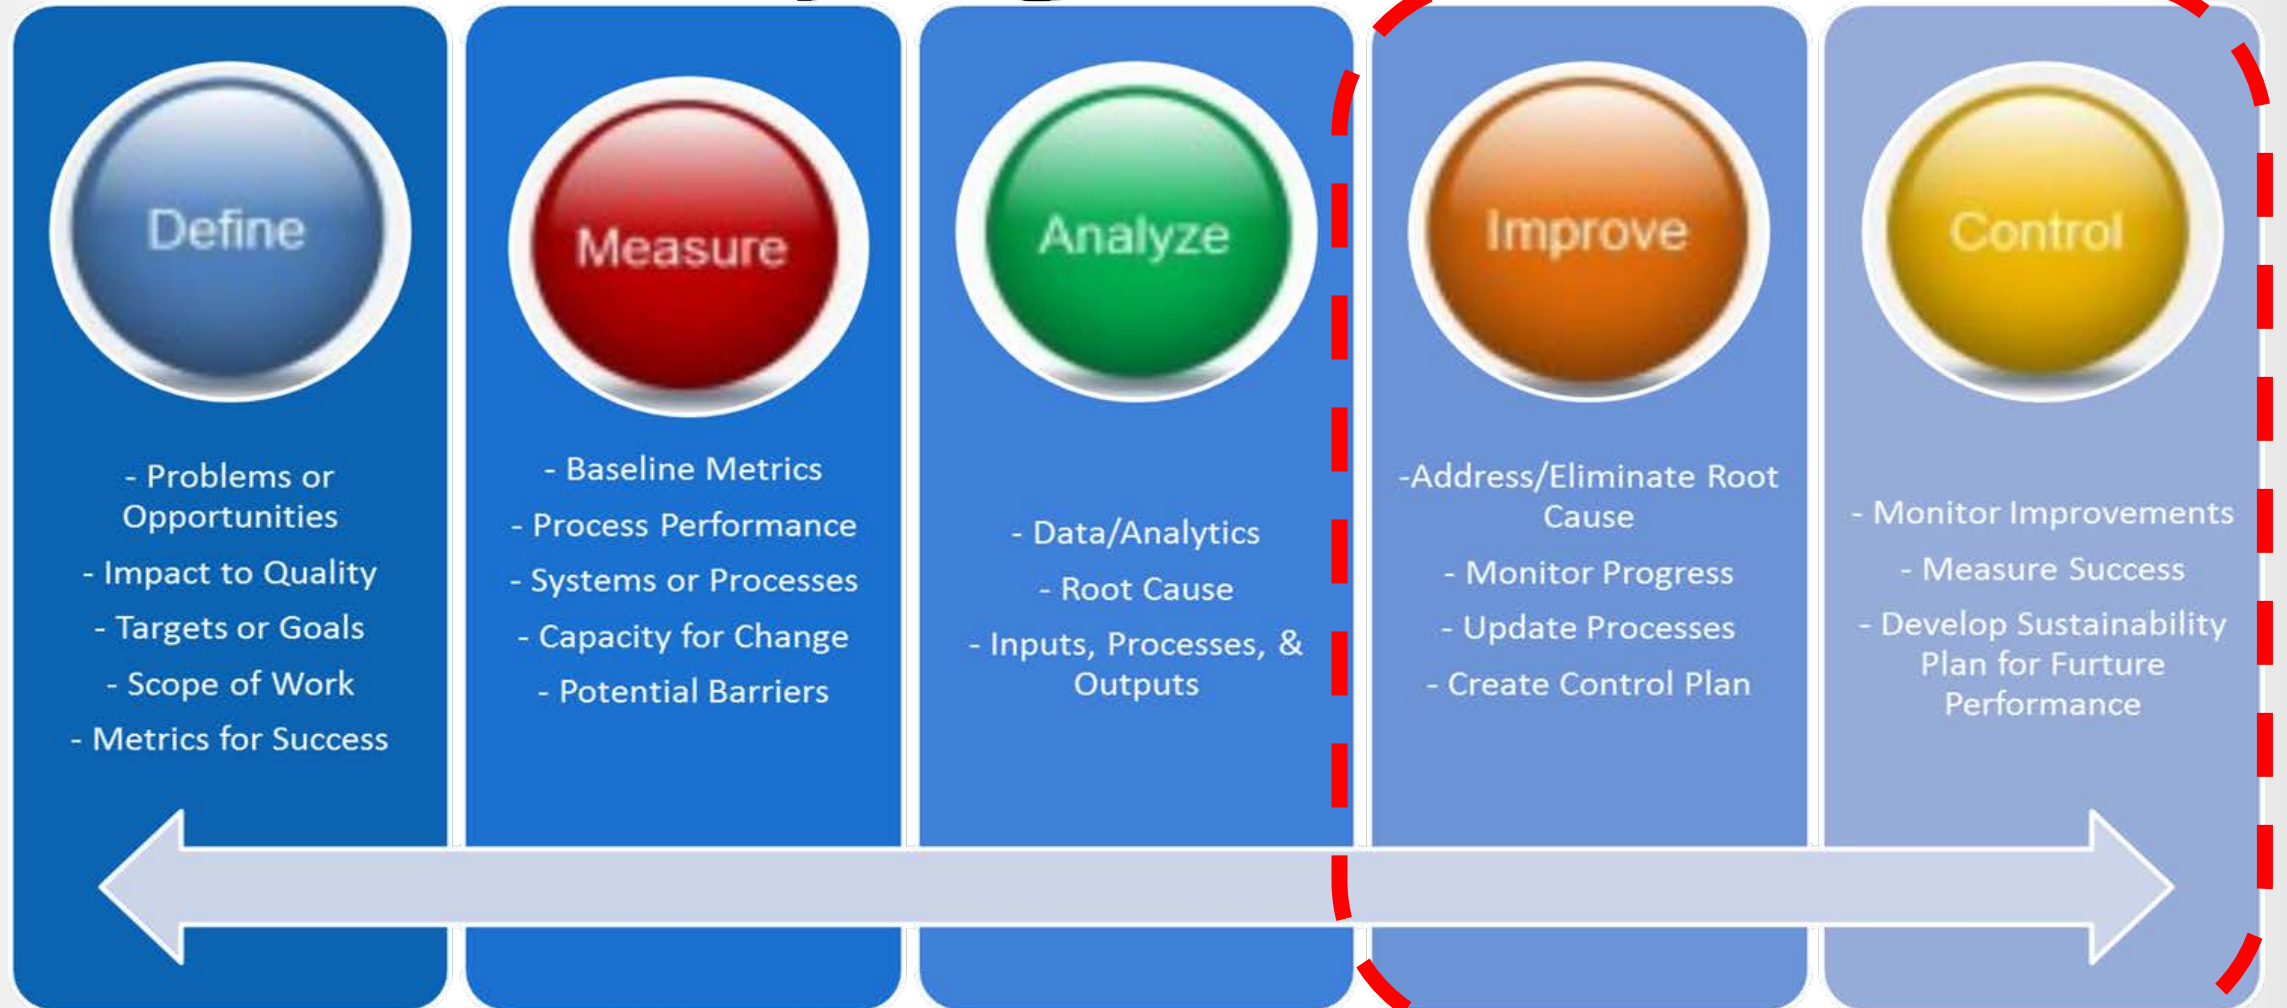 Define
- Problems or
Opportunities
- Impact to Quality
- Targets or Goals
- Scope of Work
- Metrics for Success
Measure
- Baseline Metrics
- Process Performance
- Systems or Processes
- Capacity for Change
- Potential Barriers
Analyze
- Data/Analytics
- Root Cause
- Inputs, Processes, &
Outputs
Improve
-Address/Eliminate Root
Cause
- Monitor Progress
- Update Processes
- Create Control Plan
Control
- Monitor Improvements
- Measure Success
- Develop Sustainability
Plan for Furture
Performance